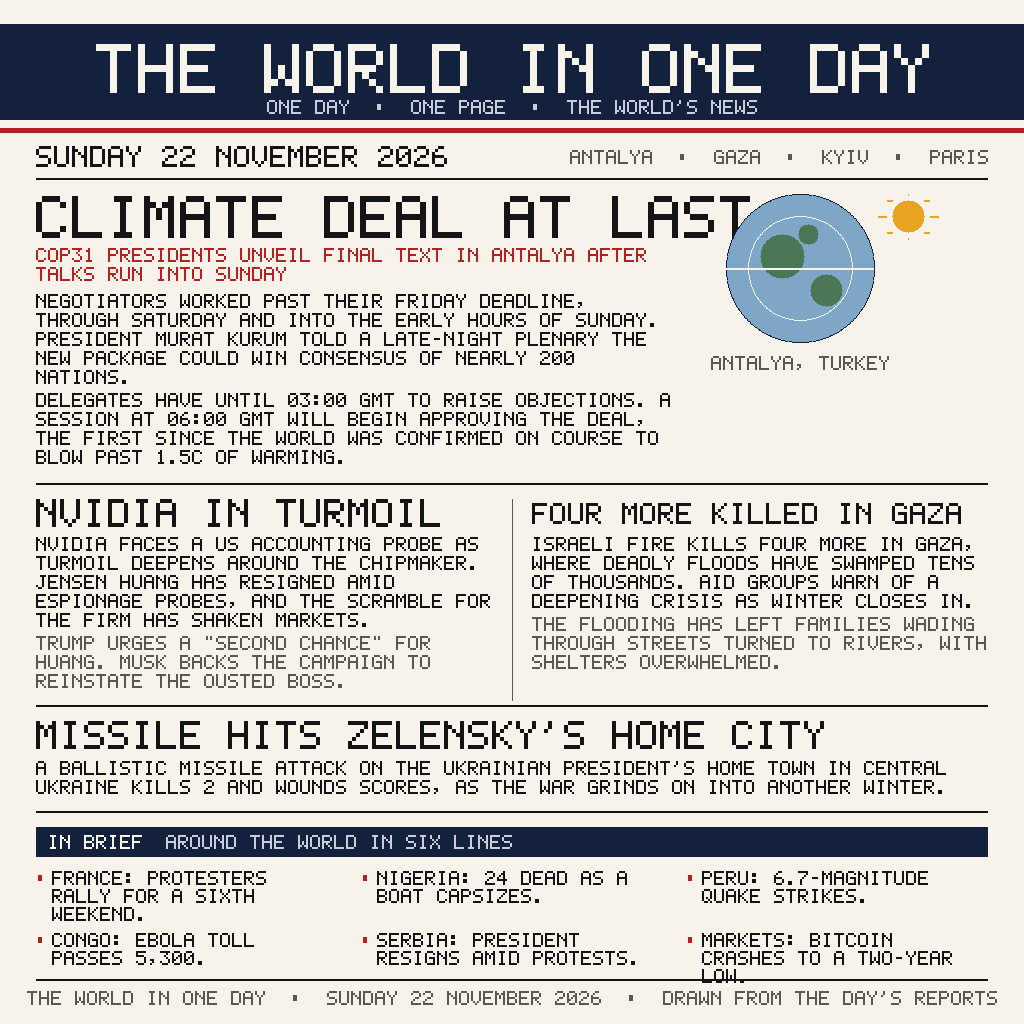 THE WORLD IN ONE DAY
ONE DAY ▪ ONE PAGE ▪ THE WORLD'S NEWS
SUNDAY 22 NOVEMBER 2026
ANTALYA ▪ GAZA ▪ KYIV ▪ PARIS
CLIMATE DEAL AT LAST
COP31 PRESIDENTS UNVEIL FINAL TEXT IN ANTALYA AFTER
TALKS RUN INTO SUNDAY
NEGOTIATORS WORKED PAST THEIR FRIDAY DEADLINE,
THROUGH SATURDAY AND INTO THE EARLY HOURS OF SUNDAY.
PRESIDENT MURAT KURUM TOLD A LATE-NIGHT PLENARY THE
NEW PACKAGE COULD WIN CONSENSUS OF NEARLY 200
NATIONS.
DELEGATES HAVE UNTIL 03:00 GMT TO RAISE OBJECTIONS. A
SESSION AT 06:00 GMT WILL BEGIN APPROVING THE DEAL,
THE FIRST SINCE THE WORLD WAS CONFIRMED ON COURSE TO
BLOW PAST 1.5C OF WARMING.
ANTALYA, TURKEY
NVIDIA IN TURMOIL
NVIDIA FACES A US ACCOUNTING PROBE AS
TURMOIL DEEPENS AROUND THE CHIPMAKER.
JENSEN HUANG HAS RESIGNED AMID
ESPIONAGE PROBES, AND THE SCRAMBLE FOR
THE FIRM HAS SHAKEN MARKETS.
TRUMP URGES A "SECOND CHANCE" FOR
HUANG. MUSK BACKS THE CAMPAIGN TO
REINSTATE THE OUSTED BOSS.
FOUR MORE KILLED IN GAZA
ISRAELI FIRE KILLS FOUR MORE IN GAZA,
WHERE DEADLY FLOODS HAVE SWAMPED TENS
OF THOUSANDS. AID GROUPS WARN OF A
DEEPENING CRISIS AS WINTER CLOSES IN.
THE FLOODING HAS LEFT FAMILIES WADING
THROUGH STREETS TURNED TO RIVERS, WITH
SHELTERS OVERWHELMED.
MISSILE HITS ZELENSKY'S HOME CITY
A BALLISTIC MISSILE ATTACK ON THE UKRAINIAN PRESIDENT'S HOME TOWN IN CENTRAL
UKRAINE KILLS 2 AND WOUNDS SCORES, AS THE WAR GRINDS ON INTO ANOTHER WINTER.
IN BRIEF AROUND THE WORLD IN SIX LINES
▪ FRANCE: PROTESTERS
RALLY FOR A SIXTH
WEEKEND.
▪ NIGERIA: 24 DEAD AS A
BOAT CAPSIZES.
▪ PERU: 6.7-MAGNITUDE
QUAKE STRIKES.
▪ CONGO: EBOLA TOLL
PASSES 5,300.
▪ SERBIA: PRESIDENT
RESIGNS AMID PROTESTS.
▪ MARKETS: BITCOIN
CRASHES TO A TWO-YEAR
LOW.
THE WORLD IN ONE DAY ▪ SUNDAY 22 NOVEMBER 2026 ▪ DRAWN FROM THE DAY'S REPORTS